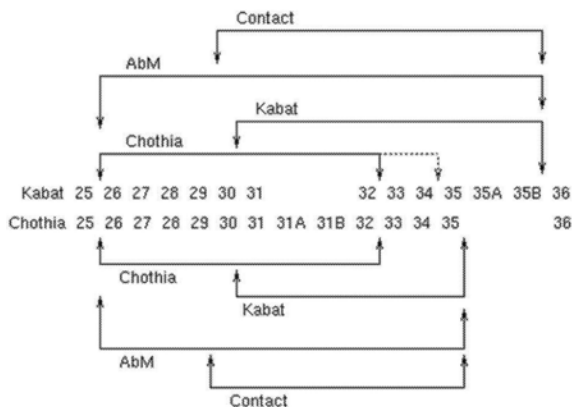 Contact
AbM
Kabat
Chothia
Kabat 25 26 27 28 29 30 31 32 33 34 35 35A 35B 36
Chothia 25 26 27 28 29 30 31 31A 31B 32 33 34 35 36
Chothia
Kabat
AbM
Contact